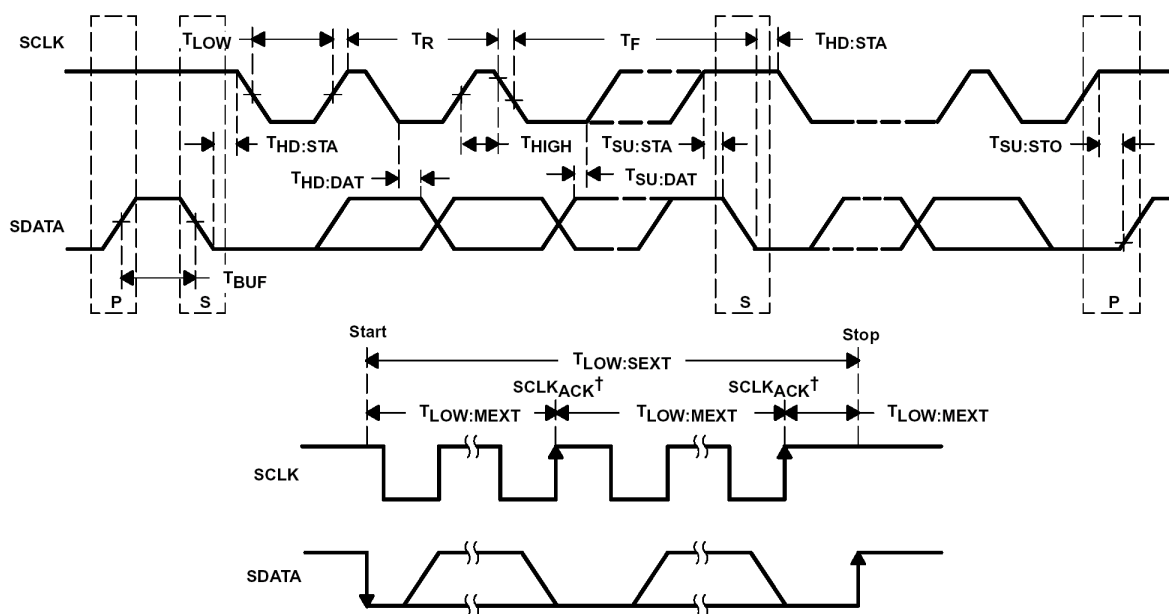 SCLK
TLOW
TR
TF
THD:STA
THD:STA
THIGH
TSU:STA
TSU:STO
THD:DAT
TSU:DAT
SDATA
TBUF
P
S
S
P
Start
Stop
TLOW:SEXT
SCLKACK†
SCLKACK†
TLOW:MEXT
TLOW:MEXT
TLOW:MEXT
SCLK
SDATA